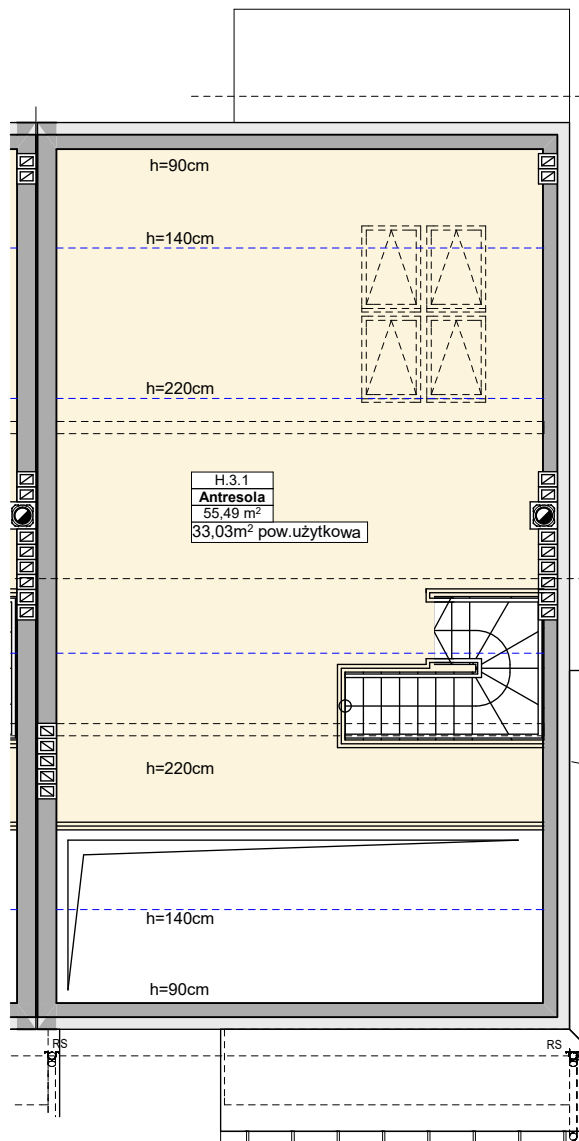 h=90cm
h=140cm
h=220cm
H.3.1
Antresola
55,49 m²
33,03m² pow.użytkowa
h=220cm
h=140cm
h=90cm
RS
RS